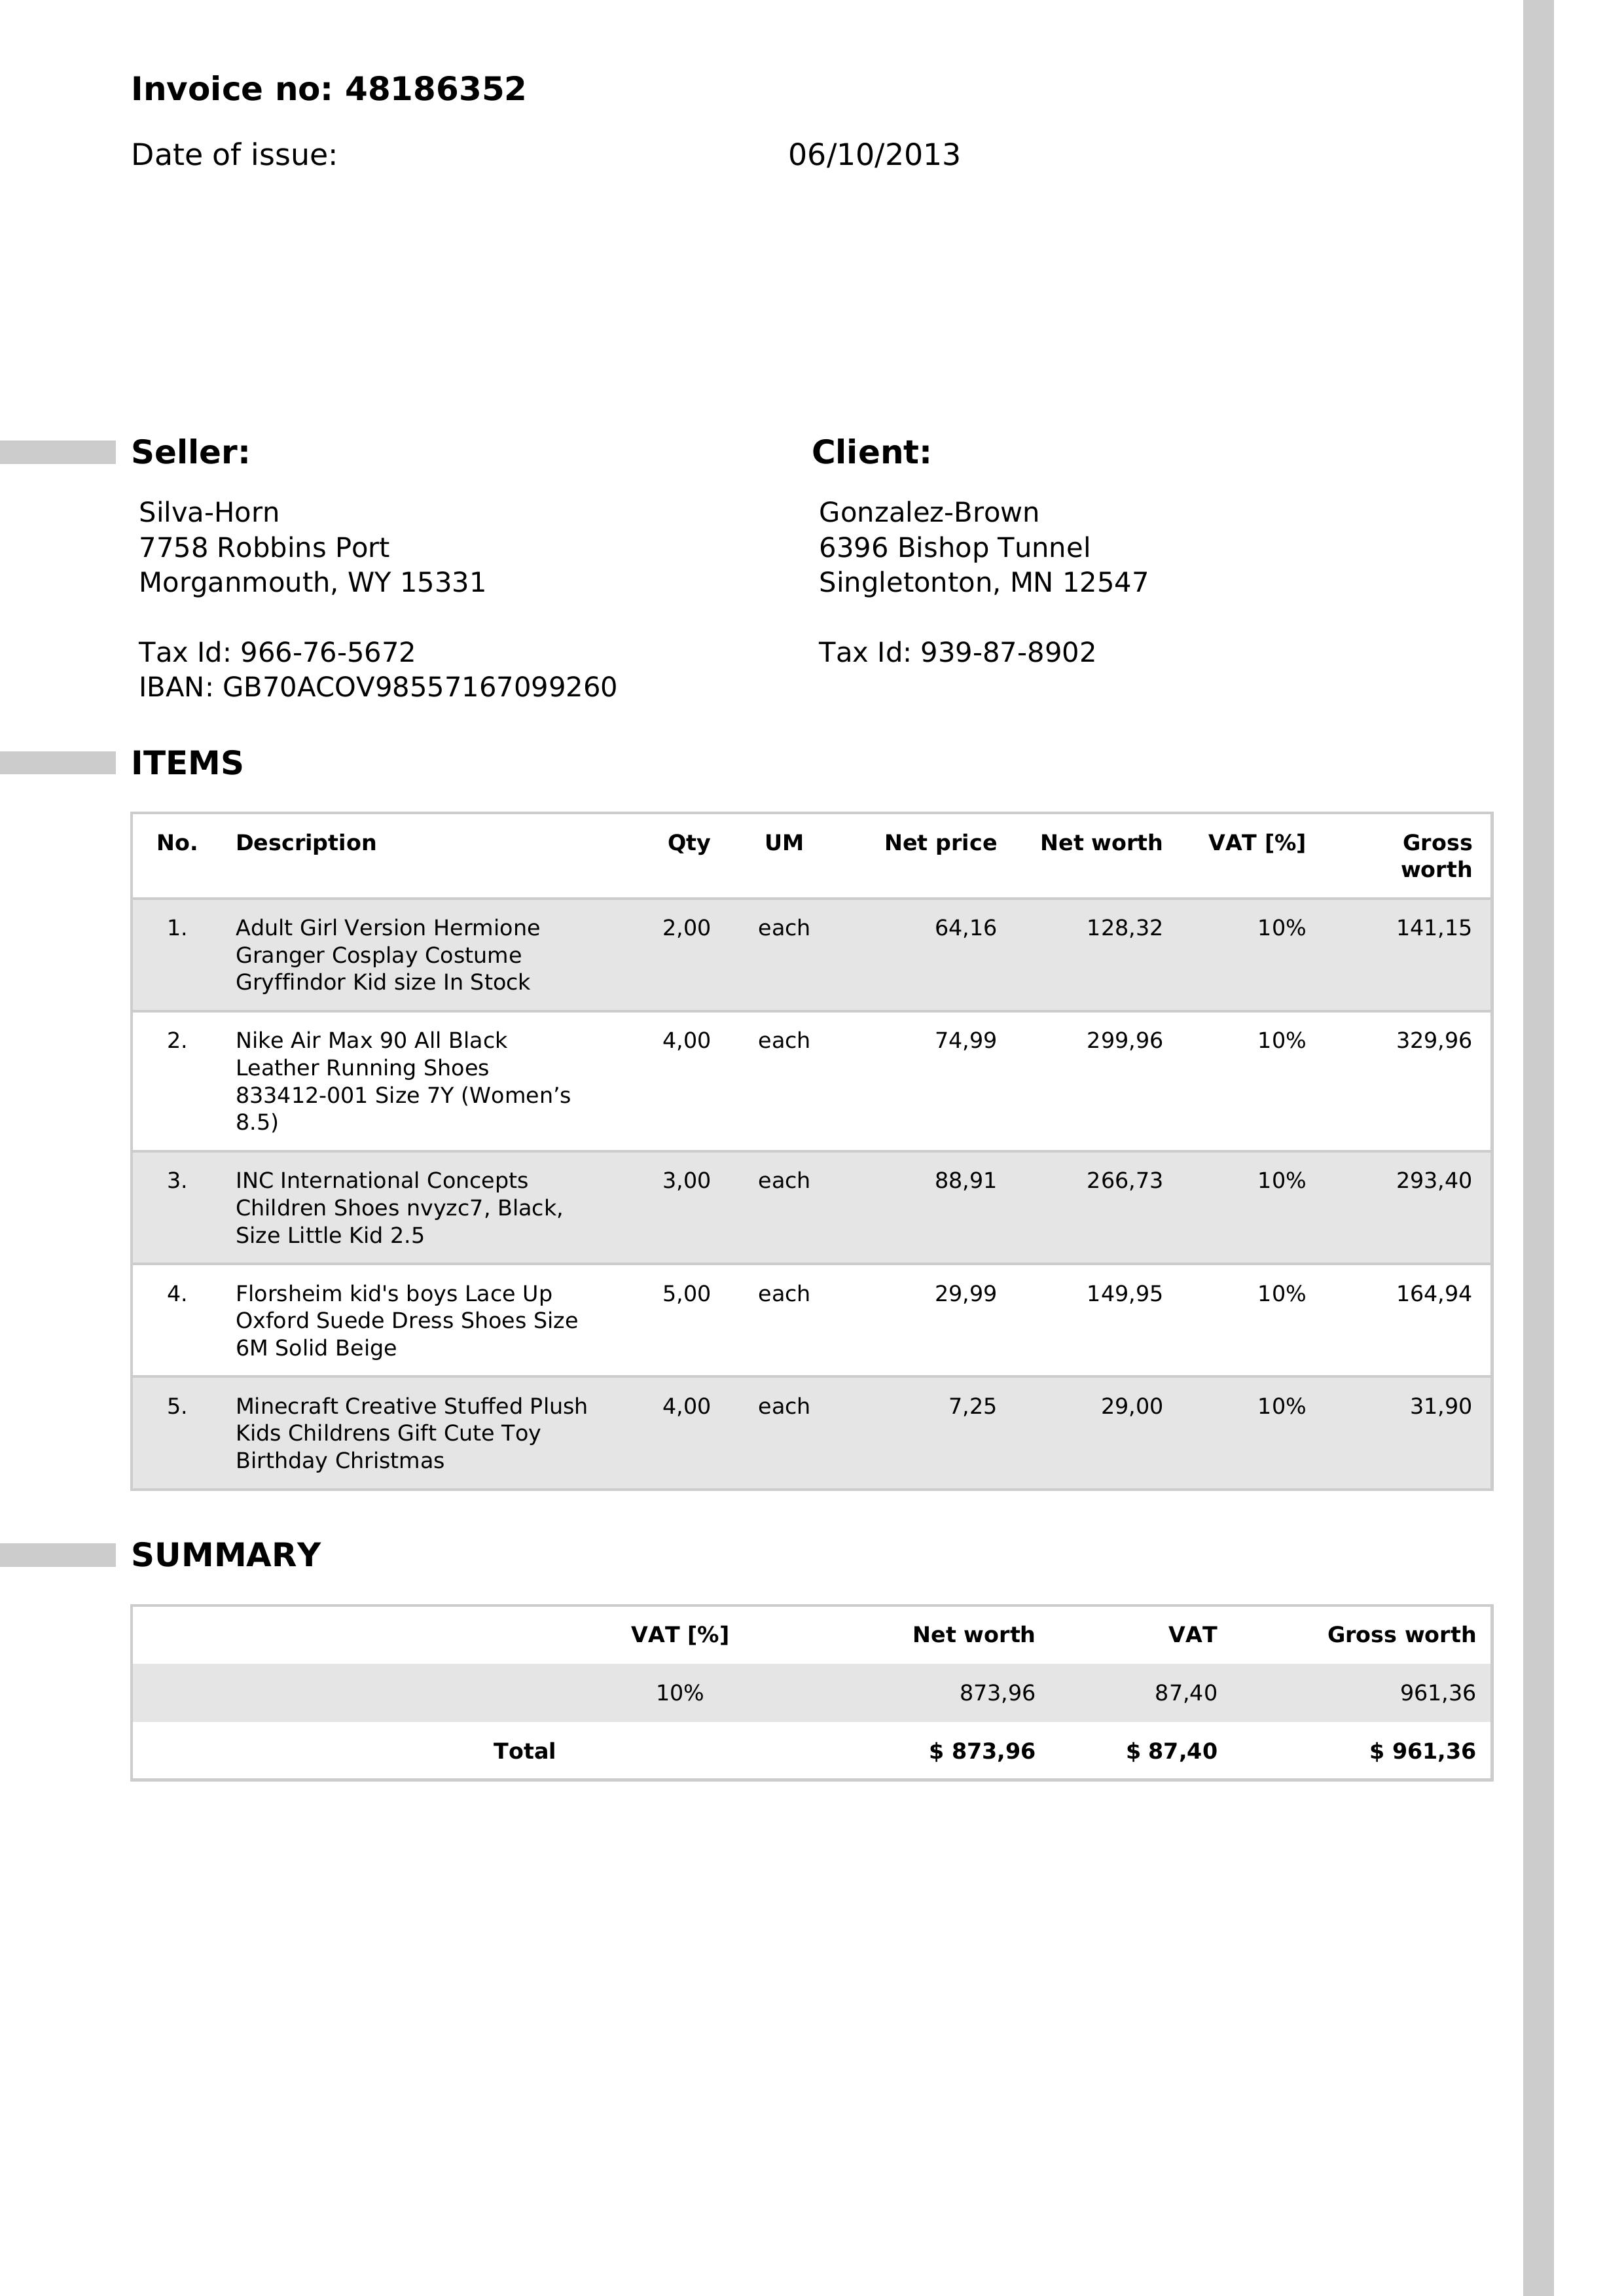 Invoice no: 48186352
Date of issue: 06/10/2013
Seller: Client:
Silva-Horn Gonzalez-Brown
7758 Robbins Port 6396 Bishop Tunnel
Morganmouth, WY 15331 Singletonton, MN 12547
Tax Id: 966-76-5672 Tax Id: 939-87-8902
IBAN: GB70ACOV98557167099260
ITEMS
No. Description Qty UM Net price Net worth VAT [%] Gross
worth
1. Adult Girl Version Hermione 2,00 each 64,16 128,32 10% 141,15
Granger Cosplay Costume
Gryffindor Kid size In Stock
2. Nike Air Max 90 All Black 4,00 each 74,99 299,96 10% 329,96
Leather Running Shoes
833412-001 Size 7Y (Women’s
8.5)
3. INC International Concepts 3,00 each 88,91 266,73 10% 293,40
Children Shoes nvyzc7, Black,
Size Little Kid 2.5
4. Florsheim kid's boys Lace Up 5,00 each 29,99 149,95 10% 164,94
Oxford Suede Dress Shoes Size
6M Solid Beige
5. Minecraft Creative Stuffed Plush 4,00 each 7,25 29,00 10% 31,90
Kids Childrens Gift Cute Toy
Birthday Christmas
SUMMARY
VAT [%] Net worth VAT Gross worth
10% 873,96 87,40 961,36
Total $ 873,96 $ 87,40 $ 961,36